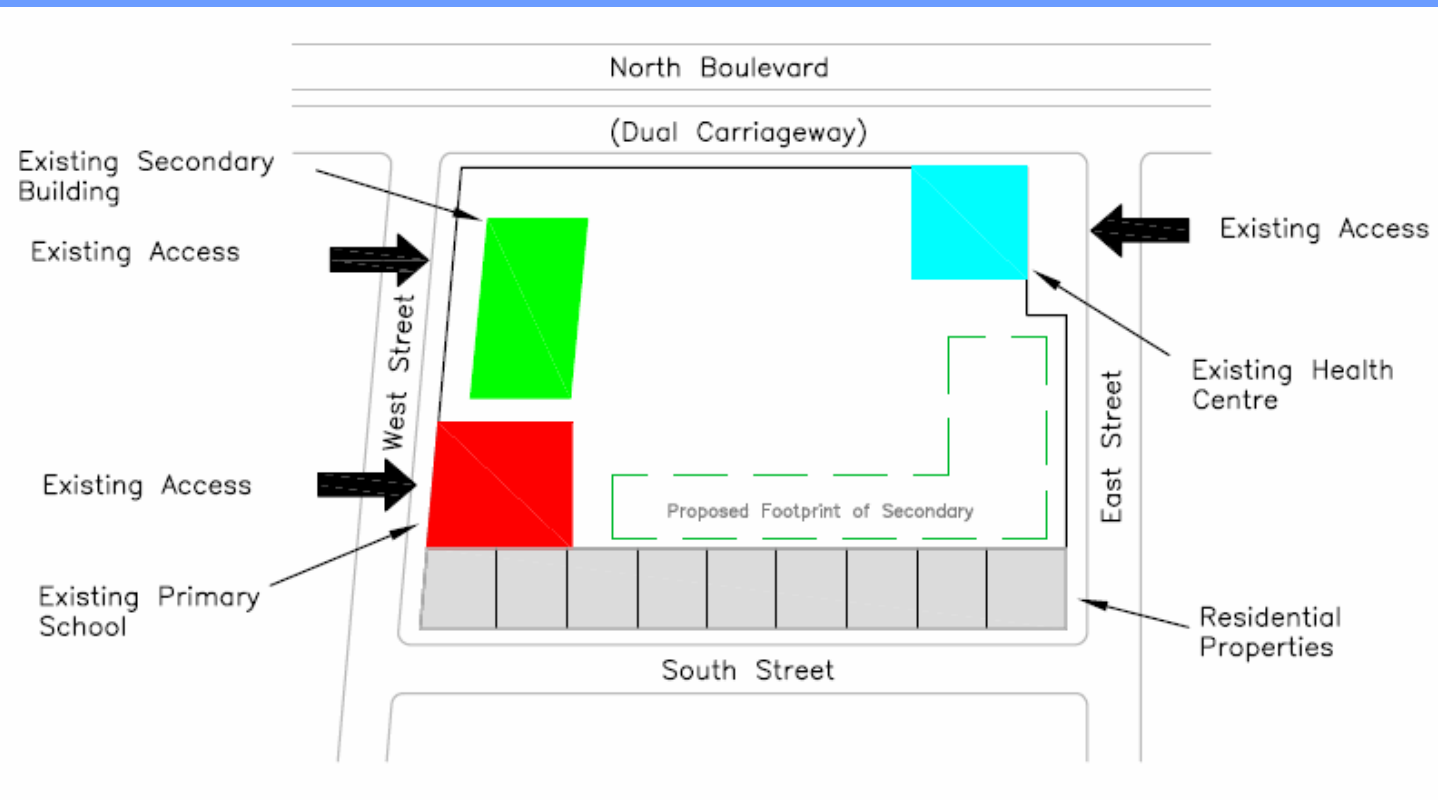 North Boulevard
(Dual Carriageway)
Existing Secondary
Building
Existing Access
Existing Access
West Street
Existing Health
Centre
East Street
Existing Access
Proposed Footprint of Secondary
Existing Primary
School
Residential
Properties
South Street